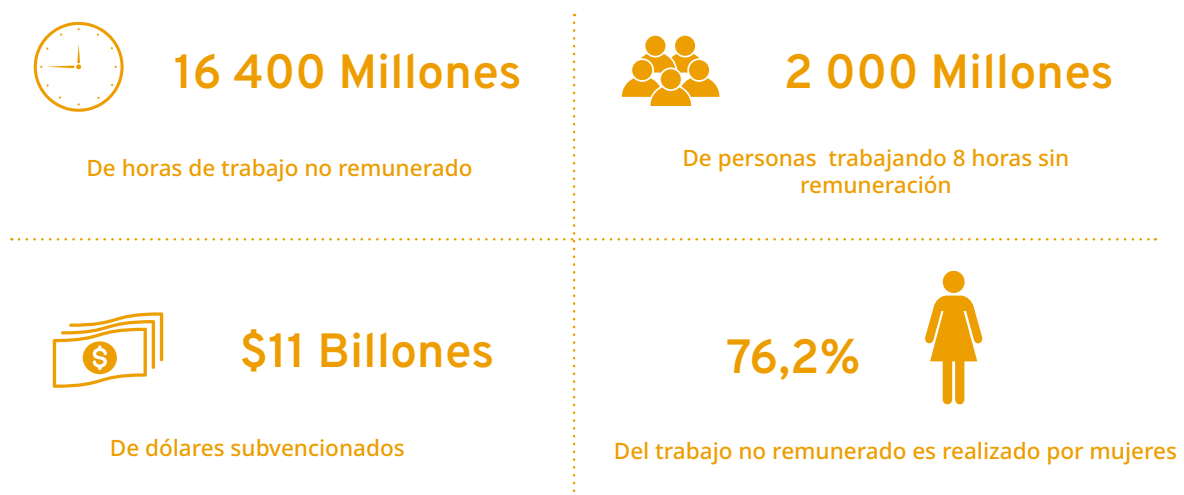 16 400 Millones
De horas de trabajo no remunerado
2 000 Millones
De personas  trabajando 8 horas sin
remuneración
$
$11 Billones
De dólares subvencionados
76,2%
Del trabajo no remunerado es realizado por mujeres